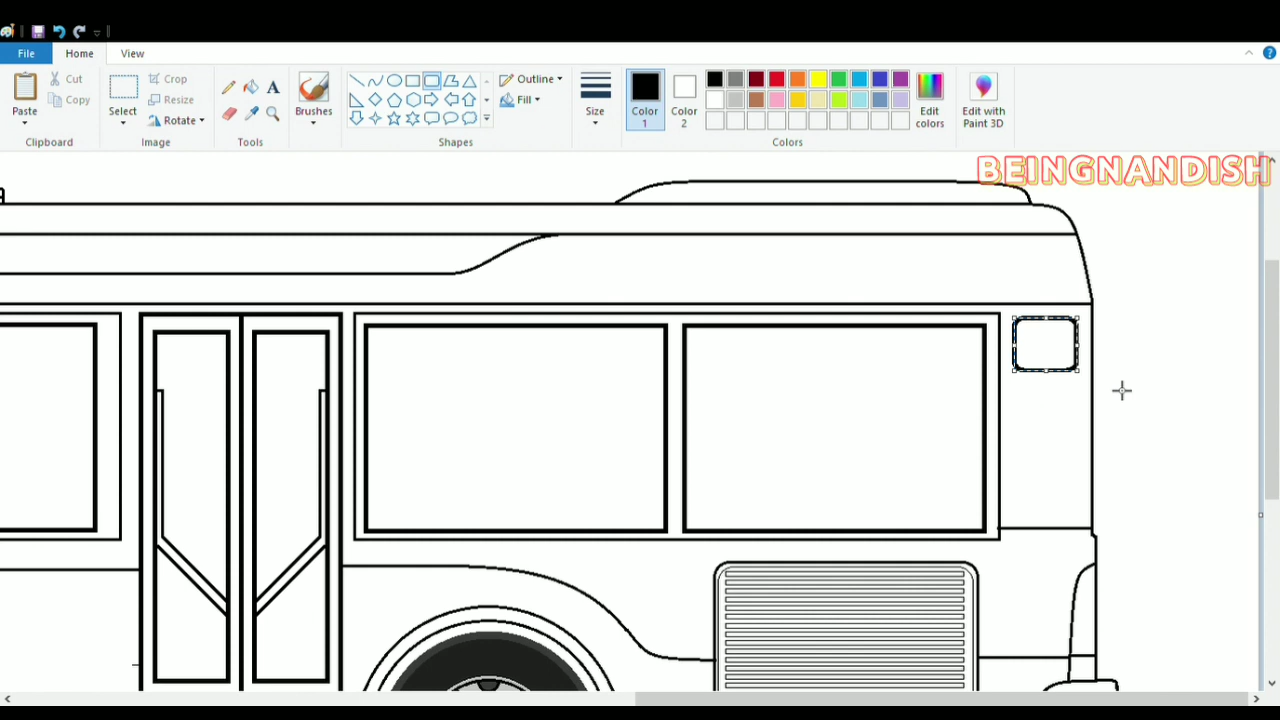 File Home View
Paste
Cut
Copy
Clipboard
Select
Crop
Resize
Rotate
Image
A
Tools
Brushes
Outline
Fill
Shapes
Size
Color
1
Color
2
Edit
colors
Colors
Edit with
Paint 3D
BEINGNANDISH